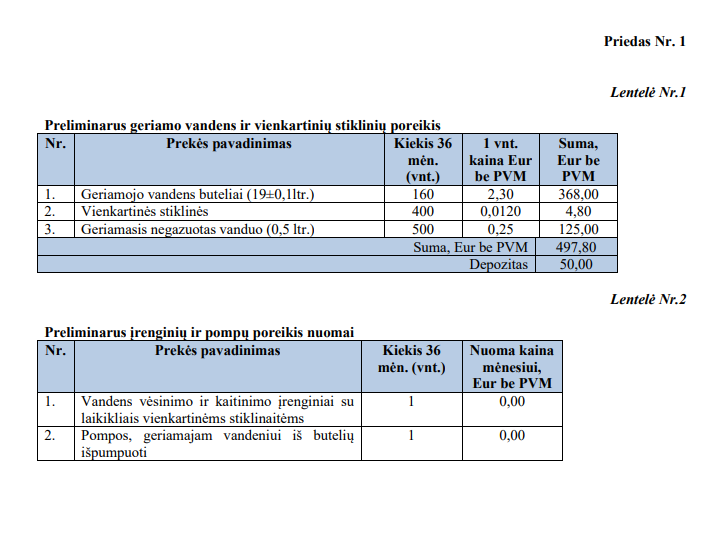 Priedas Nr. 1
Lentelė Nr.1
Preliminarus geriamo vandens ir vienkartinių stiklinių poreikis
Nr. Prekės pavadinimas Kiekis 36 mėn. (vnt.) 1 vnt. kaina Eur be PVM Suma, Eur be PVM
1. Geriamojo vandens buteliai (19±0,1ltr.) 160 2,30 368,00
2. Vienkartinės stiklinės 400 0,0120 4,80
3. Geriamasis negazuotas vanduo (0,5 ltr.) 500 0,25 125,00
Suma, Eur be PVM 497,80
Depozitas 50,00
Lentelė Nr.2
Preliminarus įrenginių ir pompų poreikis nuomai
Nr. Prekės pavadinimas Kiekis 36 mėn. (vnt.) Nuoma kaina mėnesiui, Eur be PVM
1. Vandens vėsinimo ir kaitinimo įrenginiai su 1 0,00
laikikliais vienkartinėms stiklinaitėms
2. Pompos, geriamajam vandeniui iš butelių 1 0,00
išpumpuoti